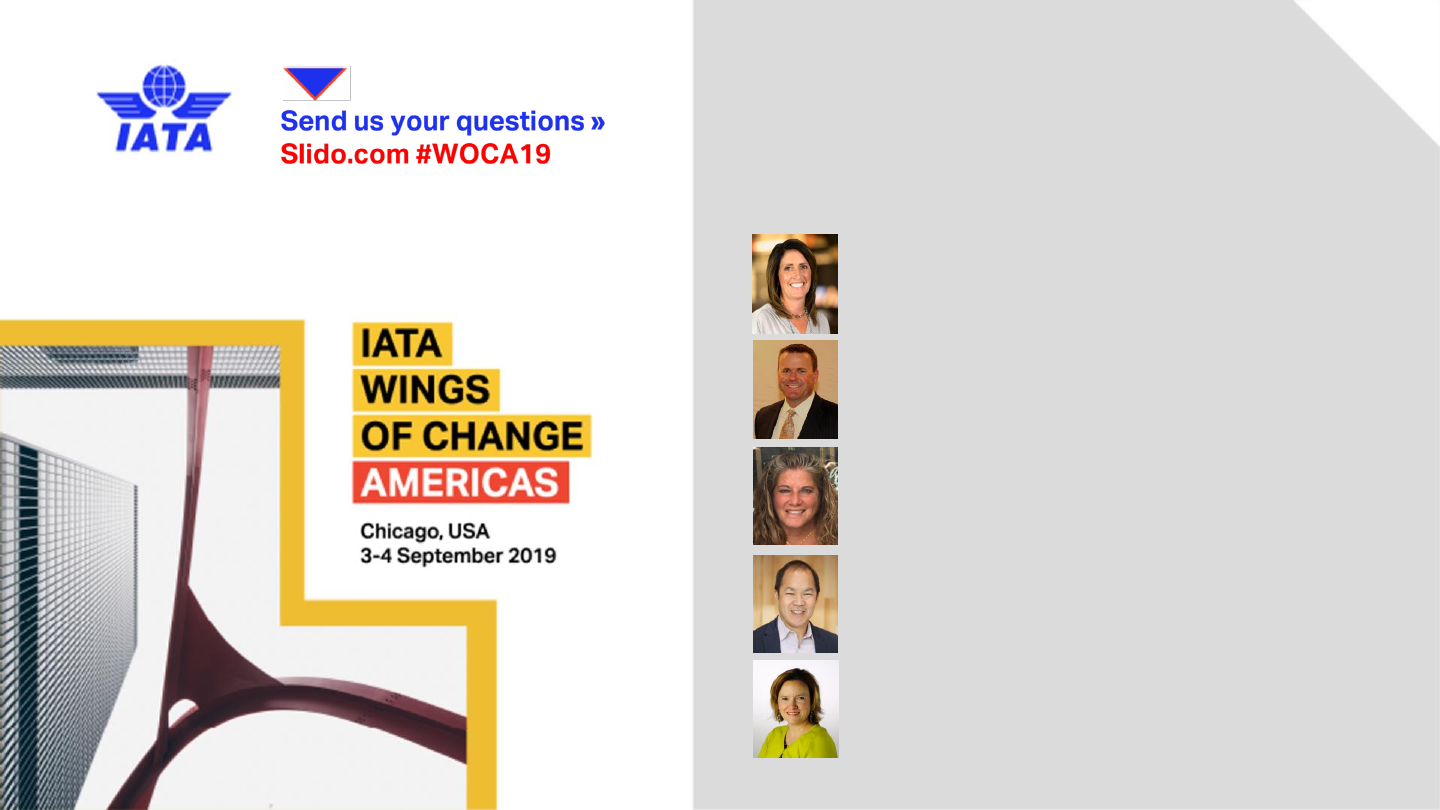 IATA
Send us your questions »
Slido.com #WOCA19
IATA
WINGS
OF CHANGE
AMERICAS
Chicago, USA
3-4 September 2019